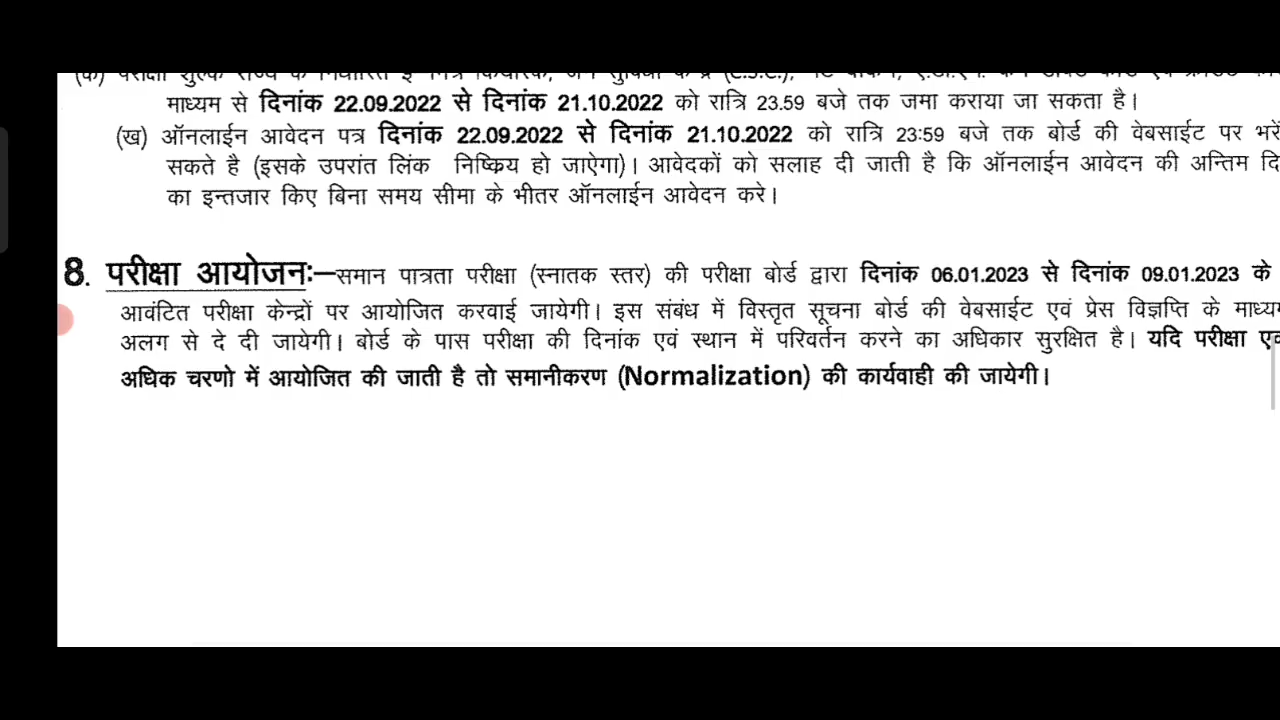 माध्यम से दिनांक 22.09.2022 से दिनांक 21.10.2022 को रात्रि 23.59 बजे तक जमा कराया जा सकता है।
(ख) ऑनलाईन आवेदन पत्र दिनांक 22.09.2022 से दिनांक 21.10.2022 को रात्रि 23:59 बजे तक बोर्ड की वेबसाईट पर भरे
सकते है (इसके उपरांत लिंक निष्क्रिय हो जाऐगा)। आवेदकों को सलाह दी जाती है कि ऑनलाईन आवेदन की अन्तिम दि
का इन्तजार किए बिना समय सीमा के भीतर ऑनलाईन आवेदन करे।
8. परीक्षा आयोजनः—समान पात्रता परीक्षा (स्नातक स्तर) की परीक्षा बोर्ड द्वारा दिनांक 06.01.2023 से दिनांक 09.01.2023 के
आवंटित परीक्षा केन्द्रों पर आयोजित करवाई जायेगी। इस संबंध में विस्तृत सूचना बोर्ड की वेबसाईट एवं प्रेस विज्ञप्ति के माध्यम
अलग से दे दी जायेगी। बोर्ड के पास परीक्षा की दिनांक एवं स्थान में परिवर्तन करने का अधिकार सुरक्षित है। यदि परीक्षा
अधिक चरणो में आयोजित की जाती है तो समानीकरण (Normalization) की कार्यवाही की जायेगी।